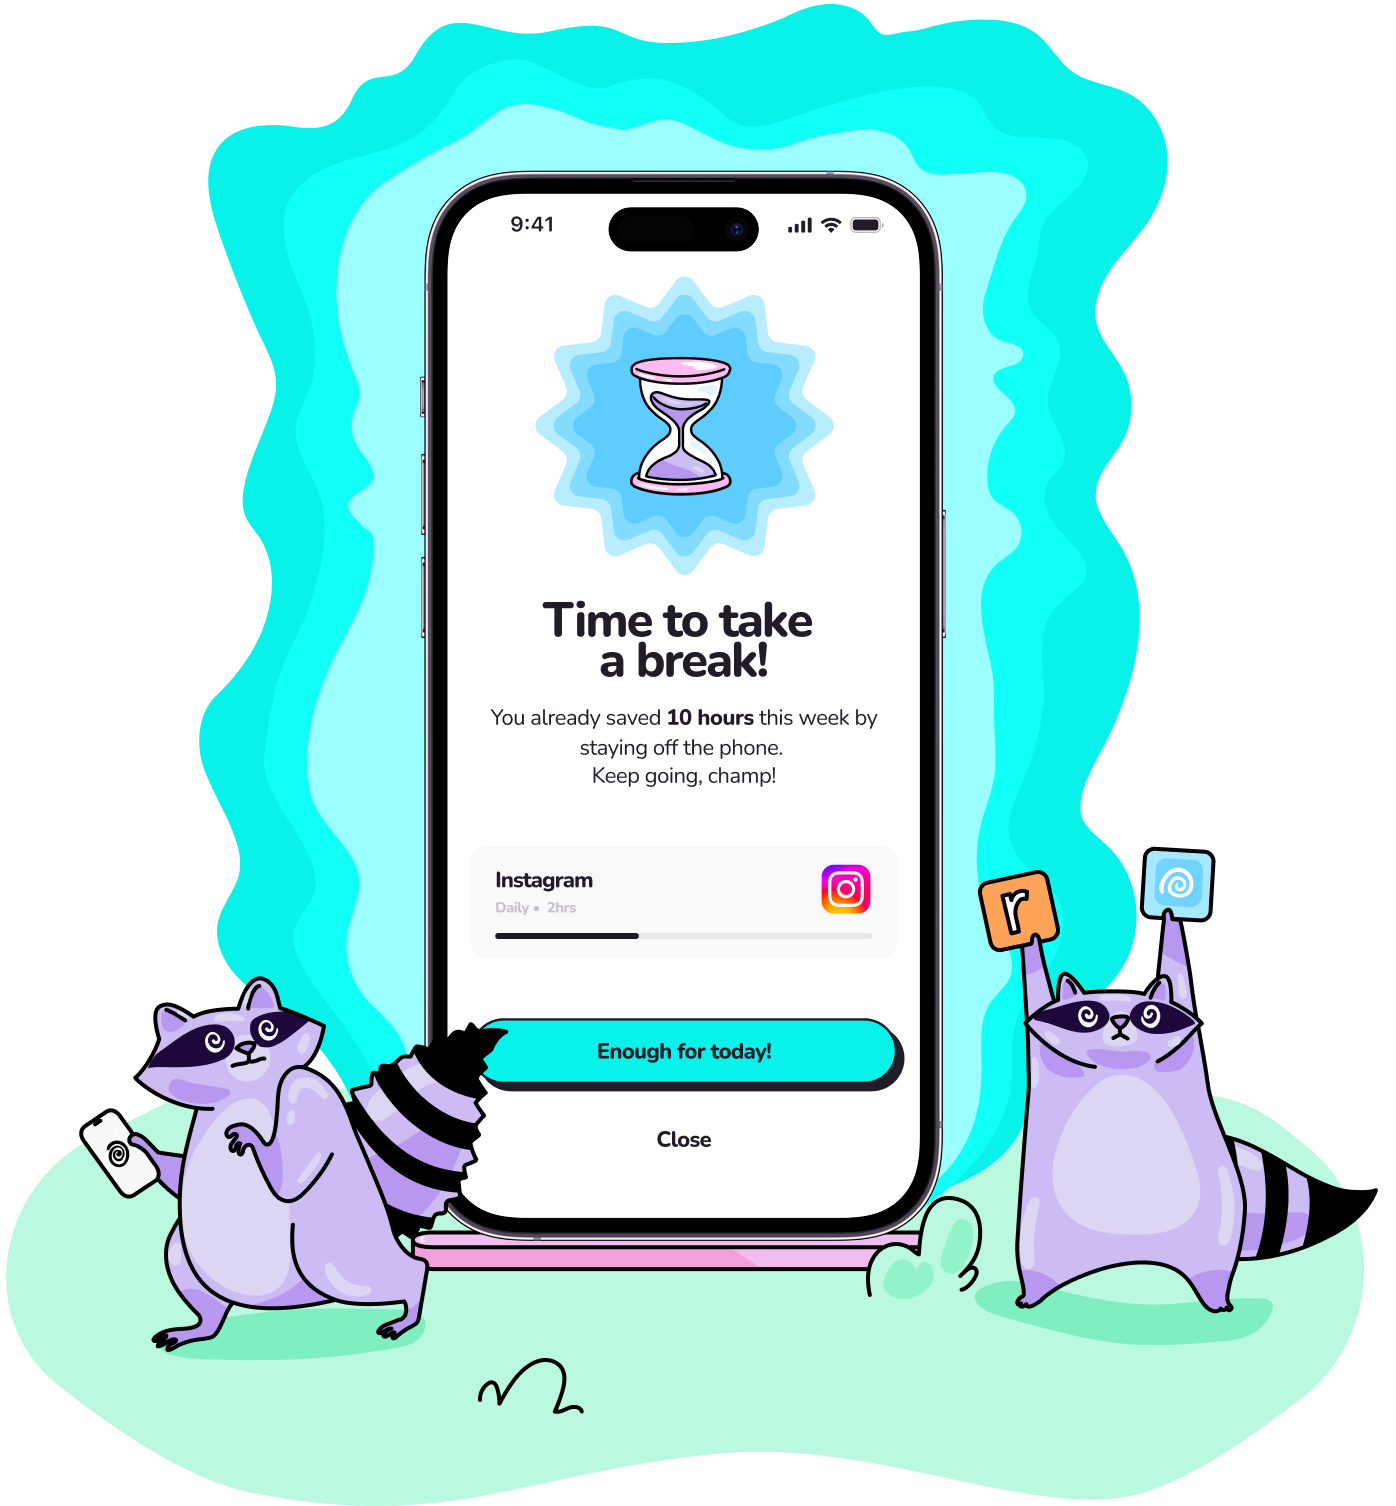 9:41
Time to take
a break!
You already saved 10 hours this week by
staying off the phone.
Keep going, champ!
Instagram
Daily • 2hrs
r
Enough for today!
Close